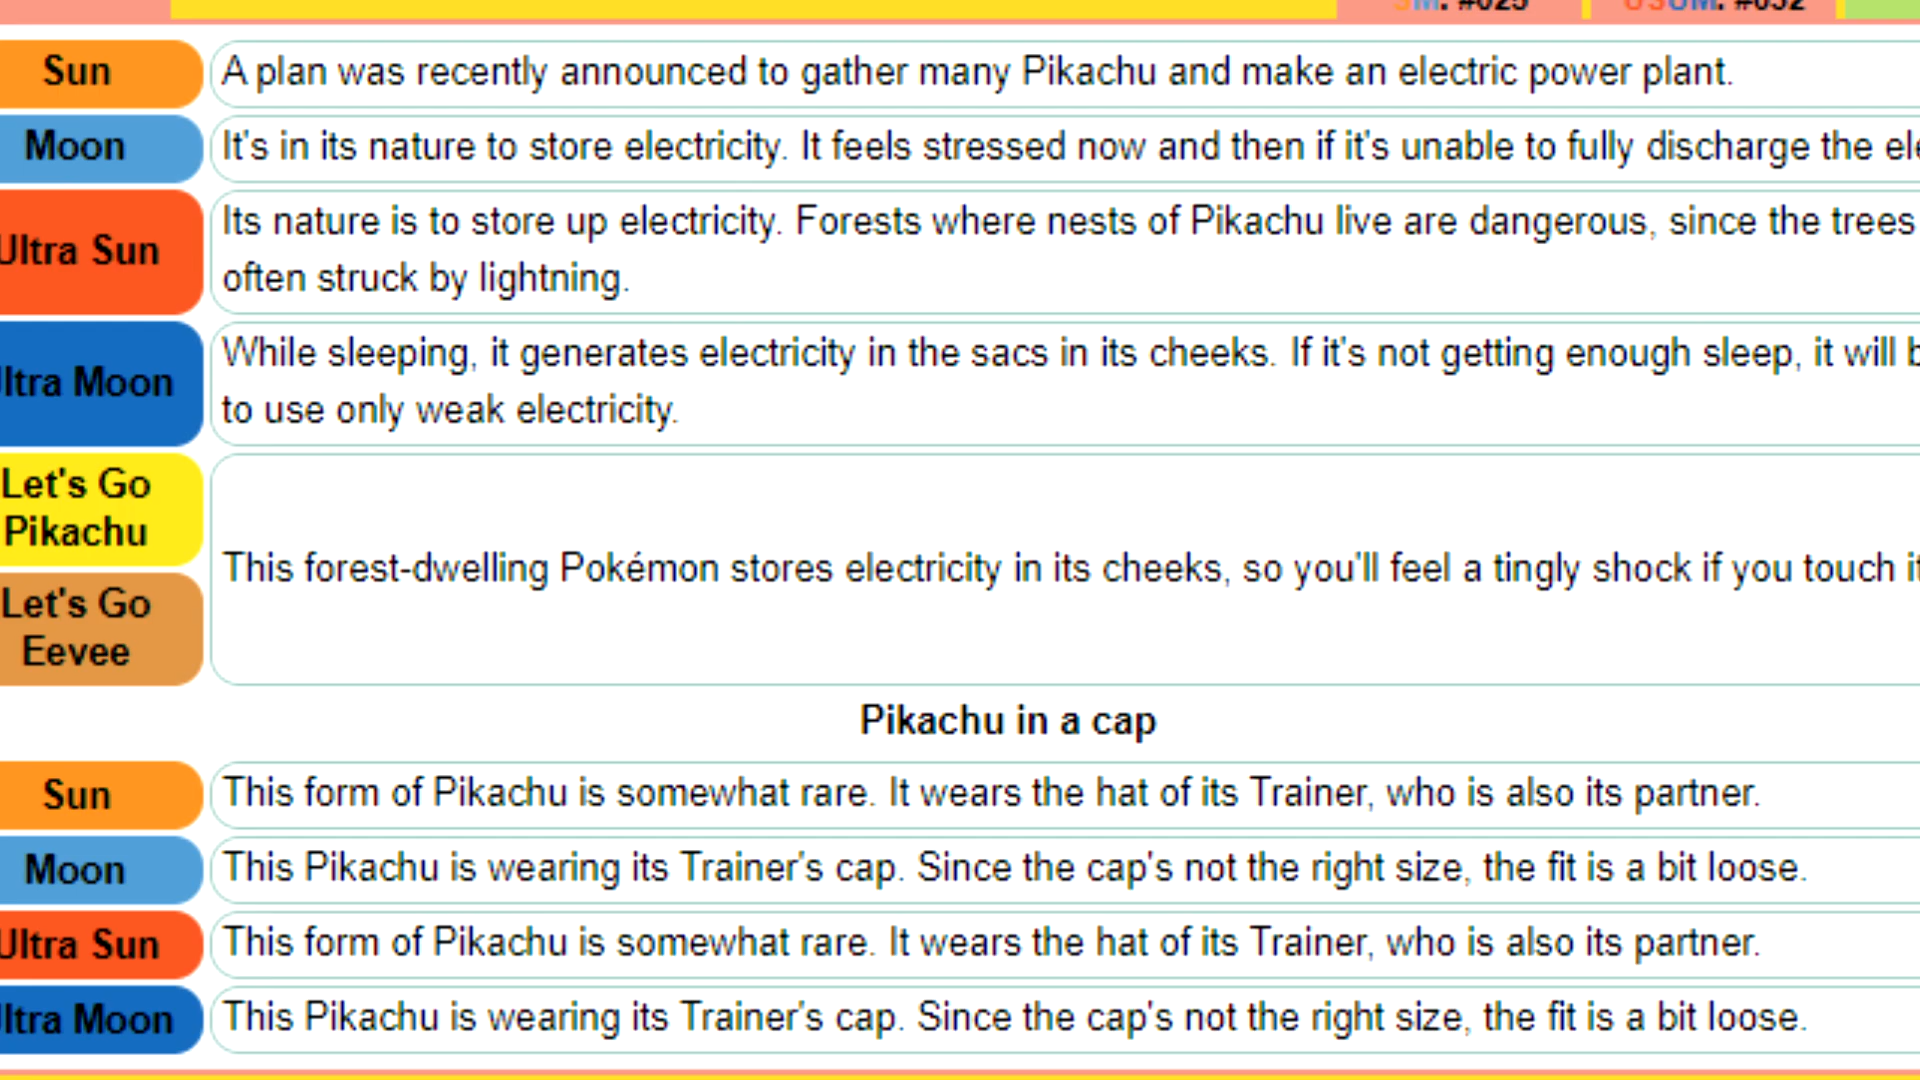 SM: #025 USUM: #032
Sun A plan was recently announced to gather many Pikachu and make an electric power plant.
Moon It's in its nature to store electricity. It feels stressed now and then if it's unable to fully discharge the
Ultra Sun Its nature is to store up electricity. Forests where nests of Pikachu live are dangerous, since the trees
often struck by lightning.
Ultra Moon While sleeping, it generates electricity in the sacs in its cheeks. If it's not getting enough sleep, it will
to use only weak electricity.
Let's Go
Pikachu
This forest-dwelling Pokémon stores electricity in its cheeks, so you'll feel a tingly shock if you touch it
Let's Go
Eevee
Pikachu in a cap
Sun This form of Pikachu is somewhat rare. It wears the hat of its Trainer, who is also its partner.
Moon This Pikachu is wearing its Trainer's cap. Since the cap's not the right size, the fit is a bit loose.
Ultra Sun This form of Pikachu is somewhat rare. It wears the hat of its Trainer, who is also its partner.
Ultra Moon This Pikachu is wearing its Trainer's cap. Since the cap's not the right size, the fit is a bit loose.